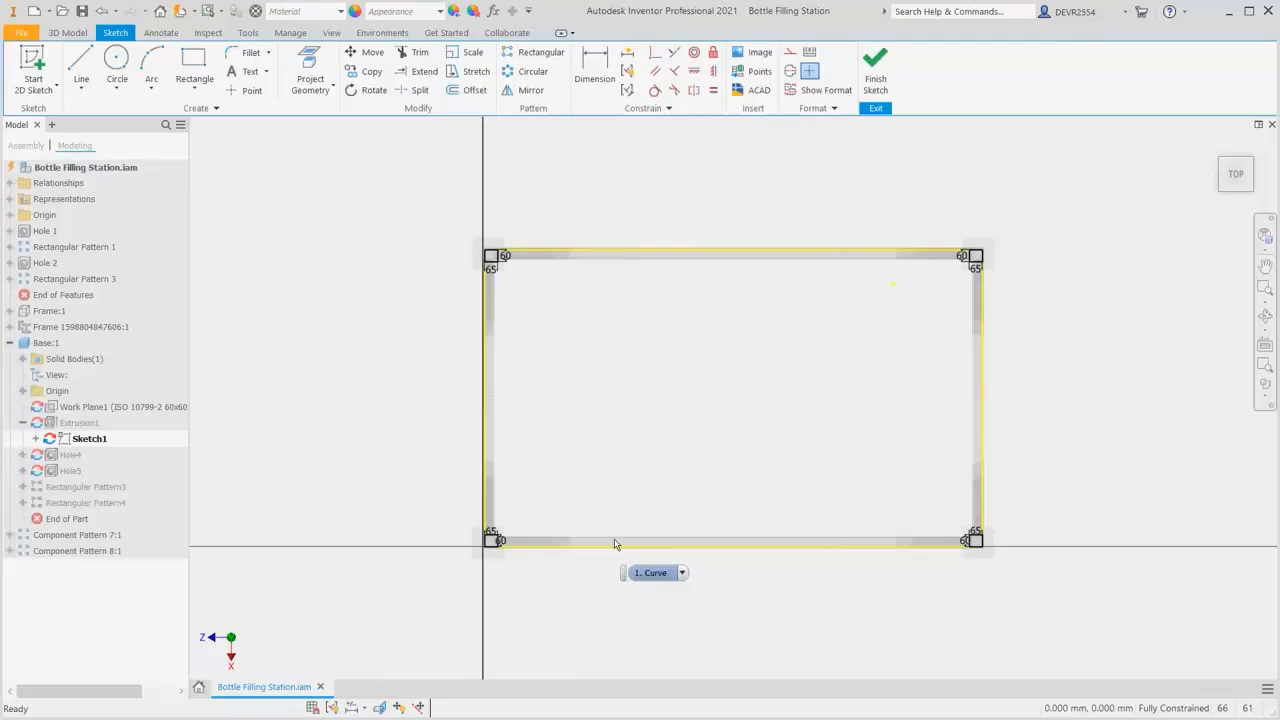 Material
Appearance
Autodesk Inventor Professional 2021
Bottle Filling Station
Search Help & Commands...
DEVR2554
File
3D Model
Sketch
Annotate
Inspect
Tools
Manage
View
Environments
Get Started
Collaborate
Start
2D Sketch
Line
Circle
Arc
Rectangle
Fillet
Text
Point
Project
Geometry
Move
Copy
Rotate
Trim
Extend
Split
Scale
Stretch
Offset
Rectangular
Circular
Mirror
Dimension
Image
Points
ACAD
Show Format
Finish
Sketch
Sketch
Create
Modify
Pattern
Constrain
Insert
Format
Exit
Model
Assembly
Modeling
Bottle Filling Station.iam
Relationships
Representations
Origin
Hole 1
Rectangular Pattern 1
Hole 2
Rectangular Pattern 3
End of Features
Frame:1
Frame 1598804847606:1
Base:1
Solid Bodies(1)
View:
Origin
Work Plane1 (ISO 10799-2 60x60
Extrusion1
Sketch1
Hole4
Hole5
Rectangular Pattern3
Rectangular Pattern4
End of Part
Component Pattern 7:1
Component Pattern 8:1
TOP
60
60
65
65
65
65
60
60
1. Curve
Z
X
Bottle Filling Station.iam
Ready
0.000 mm. 0.000 mm
Fully Constrained
66
61